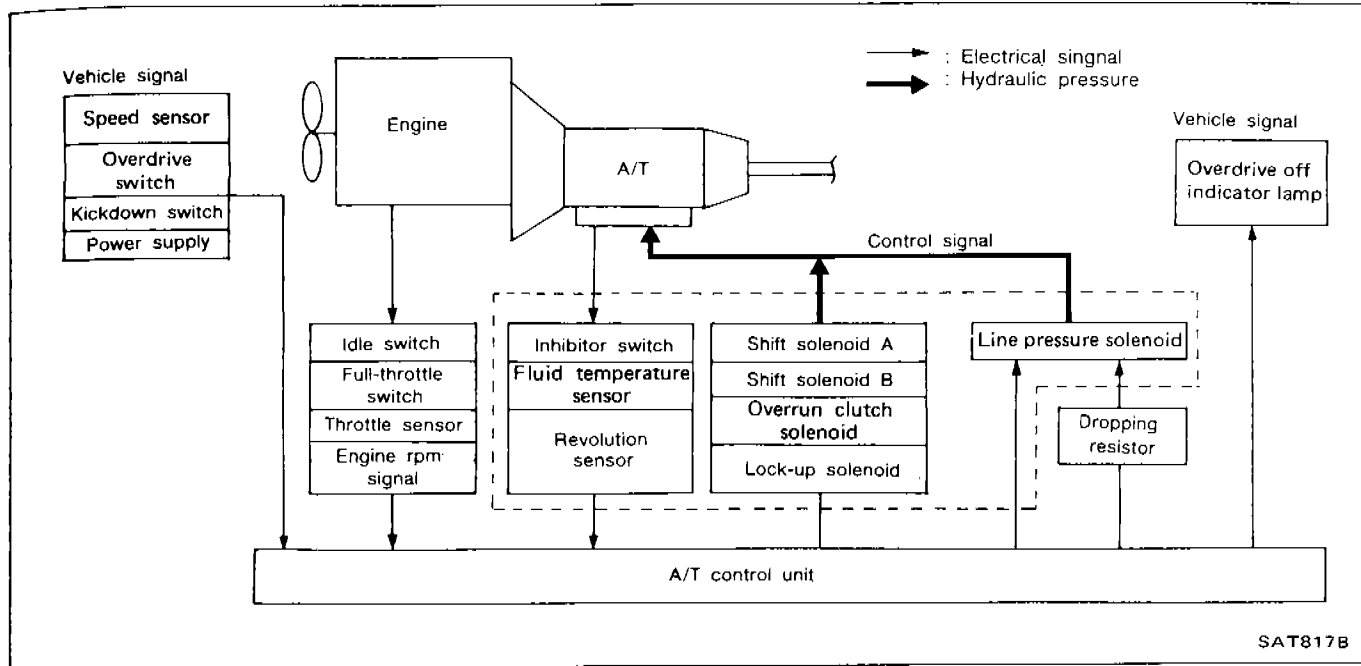 Vehicle signal
Speed sensor
Overdrive
switch
Kickdown switch
Power supply
Engine
A/T
: Electrical singnal
: Hydraulic pressure
Vehicle signal
Overdrive off
indicator lamp
Control signal
Idle switch
Full-throttle
switch
Throttle sensor
Engine rpm
signal
Inhibitor switch
Fluid temperature
sensor
Revolution
sensor
Shift solenoid A
Shift solenoid B
Overrun clutch
solenoid
Lock-up solenoid
Line pressure solenoid
Dropping
resistor
A/T control unit
SAT817B